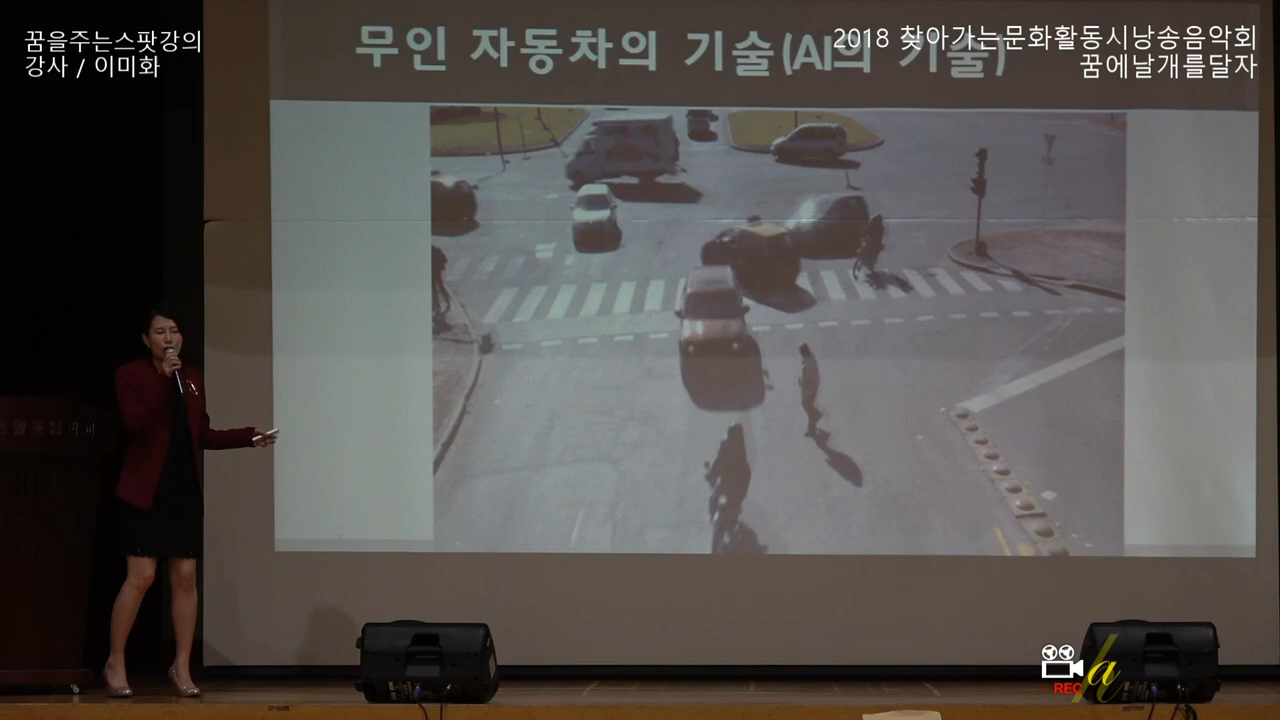 꿈을주는스팟강의
강사 / 이미화
2018 찾아가는문화활동시낭송음악회
꿈에날개를달자
무인 자동차의 기술(AI의 기술)
REC
h
a